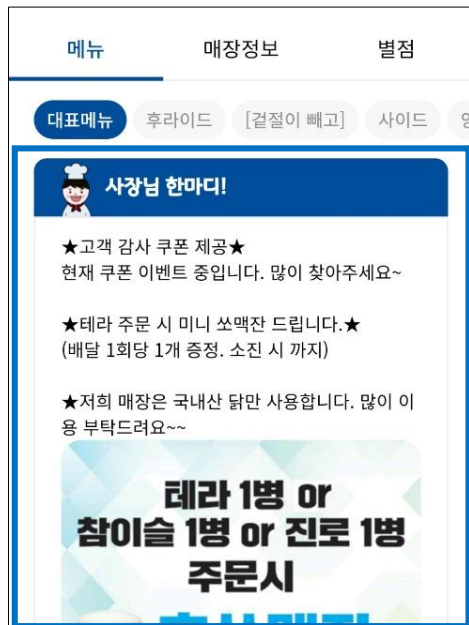 메뉴 매장정보 별점
대표메뉴 후라이드 [겉절이 빼고] 사이드
사장님 한마디!
★고객 감사 쿠폰 제공★
현재 쿠폰 이벤트 중입니다. 많이 찾아주세요~
★테라 주문 시 미니 쏘맥잔 드립니다.★
(배달 1회당 1개 증정. 소진 시 까지)
★저희 매장은 국내산 닭만 사용합니다. 많이 이
용 부탁드려요~~
테라 1병 or
참이슬 1병 or 진로 1병
주문시